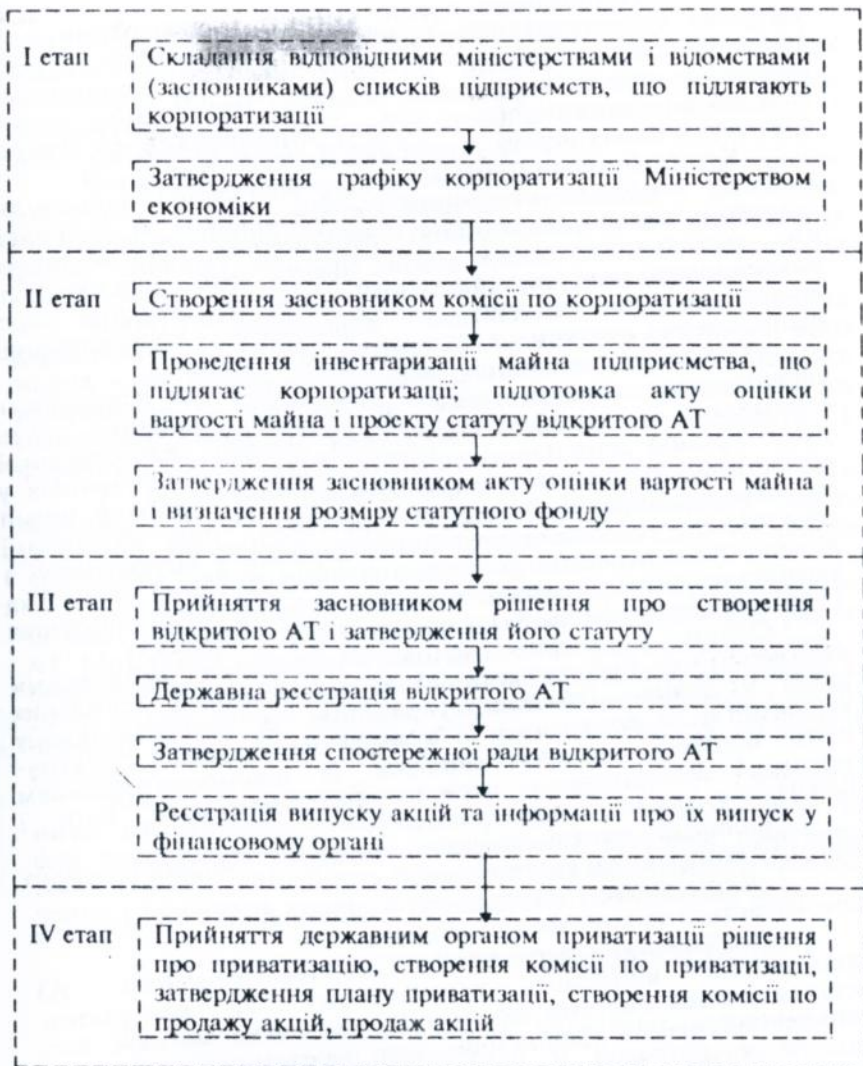 I етап
Складання відповідними міністерствами і відомствами
(засновниками) списків підприємств, що підлягають
корпоратизації
Затвердження графіку корпоратизації Міністерством
економіки
II етап
Створення засновником комісії по корпоратизації
Проведення інвентаризації майна підприємства, що
підлягає корпоратизації; підготовка акту оцінки
вартості майна і проекту статуту відкритого АТ
Затвердження засновником акту оцінки вартості майна
і визначення розміру статутного фонду
III етап
Прийняття засновником рішення про створення
відкритого АТ і затвердження його статуту
Державна реєстрація відкритого АТ
Затвердження спостережної ради відкритого АТ
Реєстрація випуску акцій та інформації про їх випуск у
фінансовому органі
IV етап
Прийняття державним органом приватизації рішення
про приватизацію, створення комісії по приватизації,
затвердження плану приватизації, створення комісії по
продажу акцій, продаж акцій